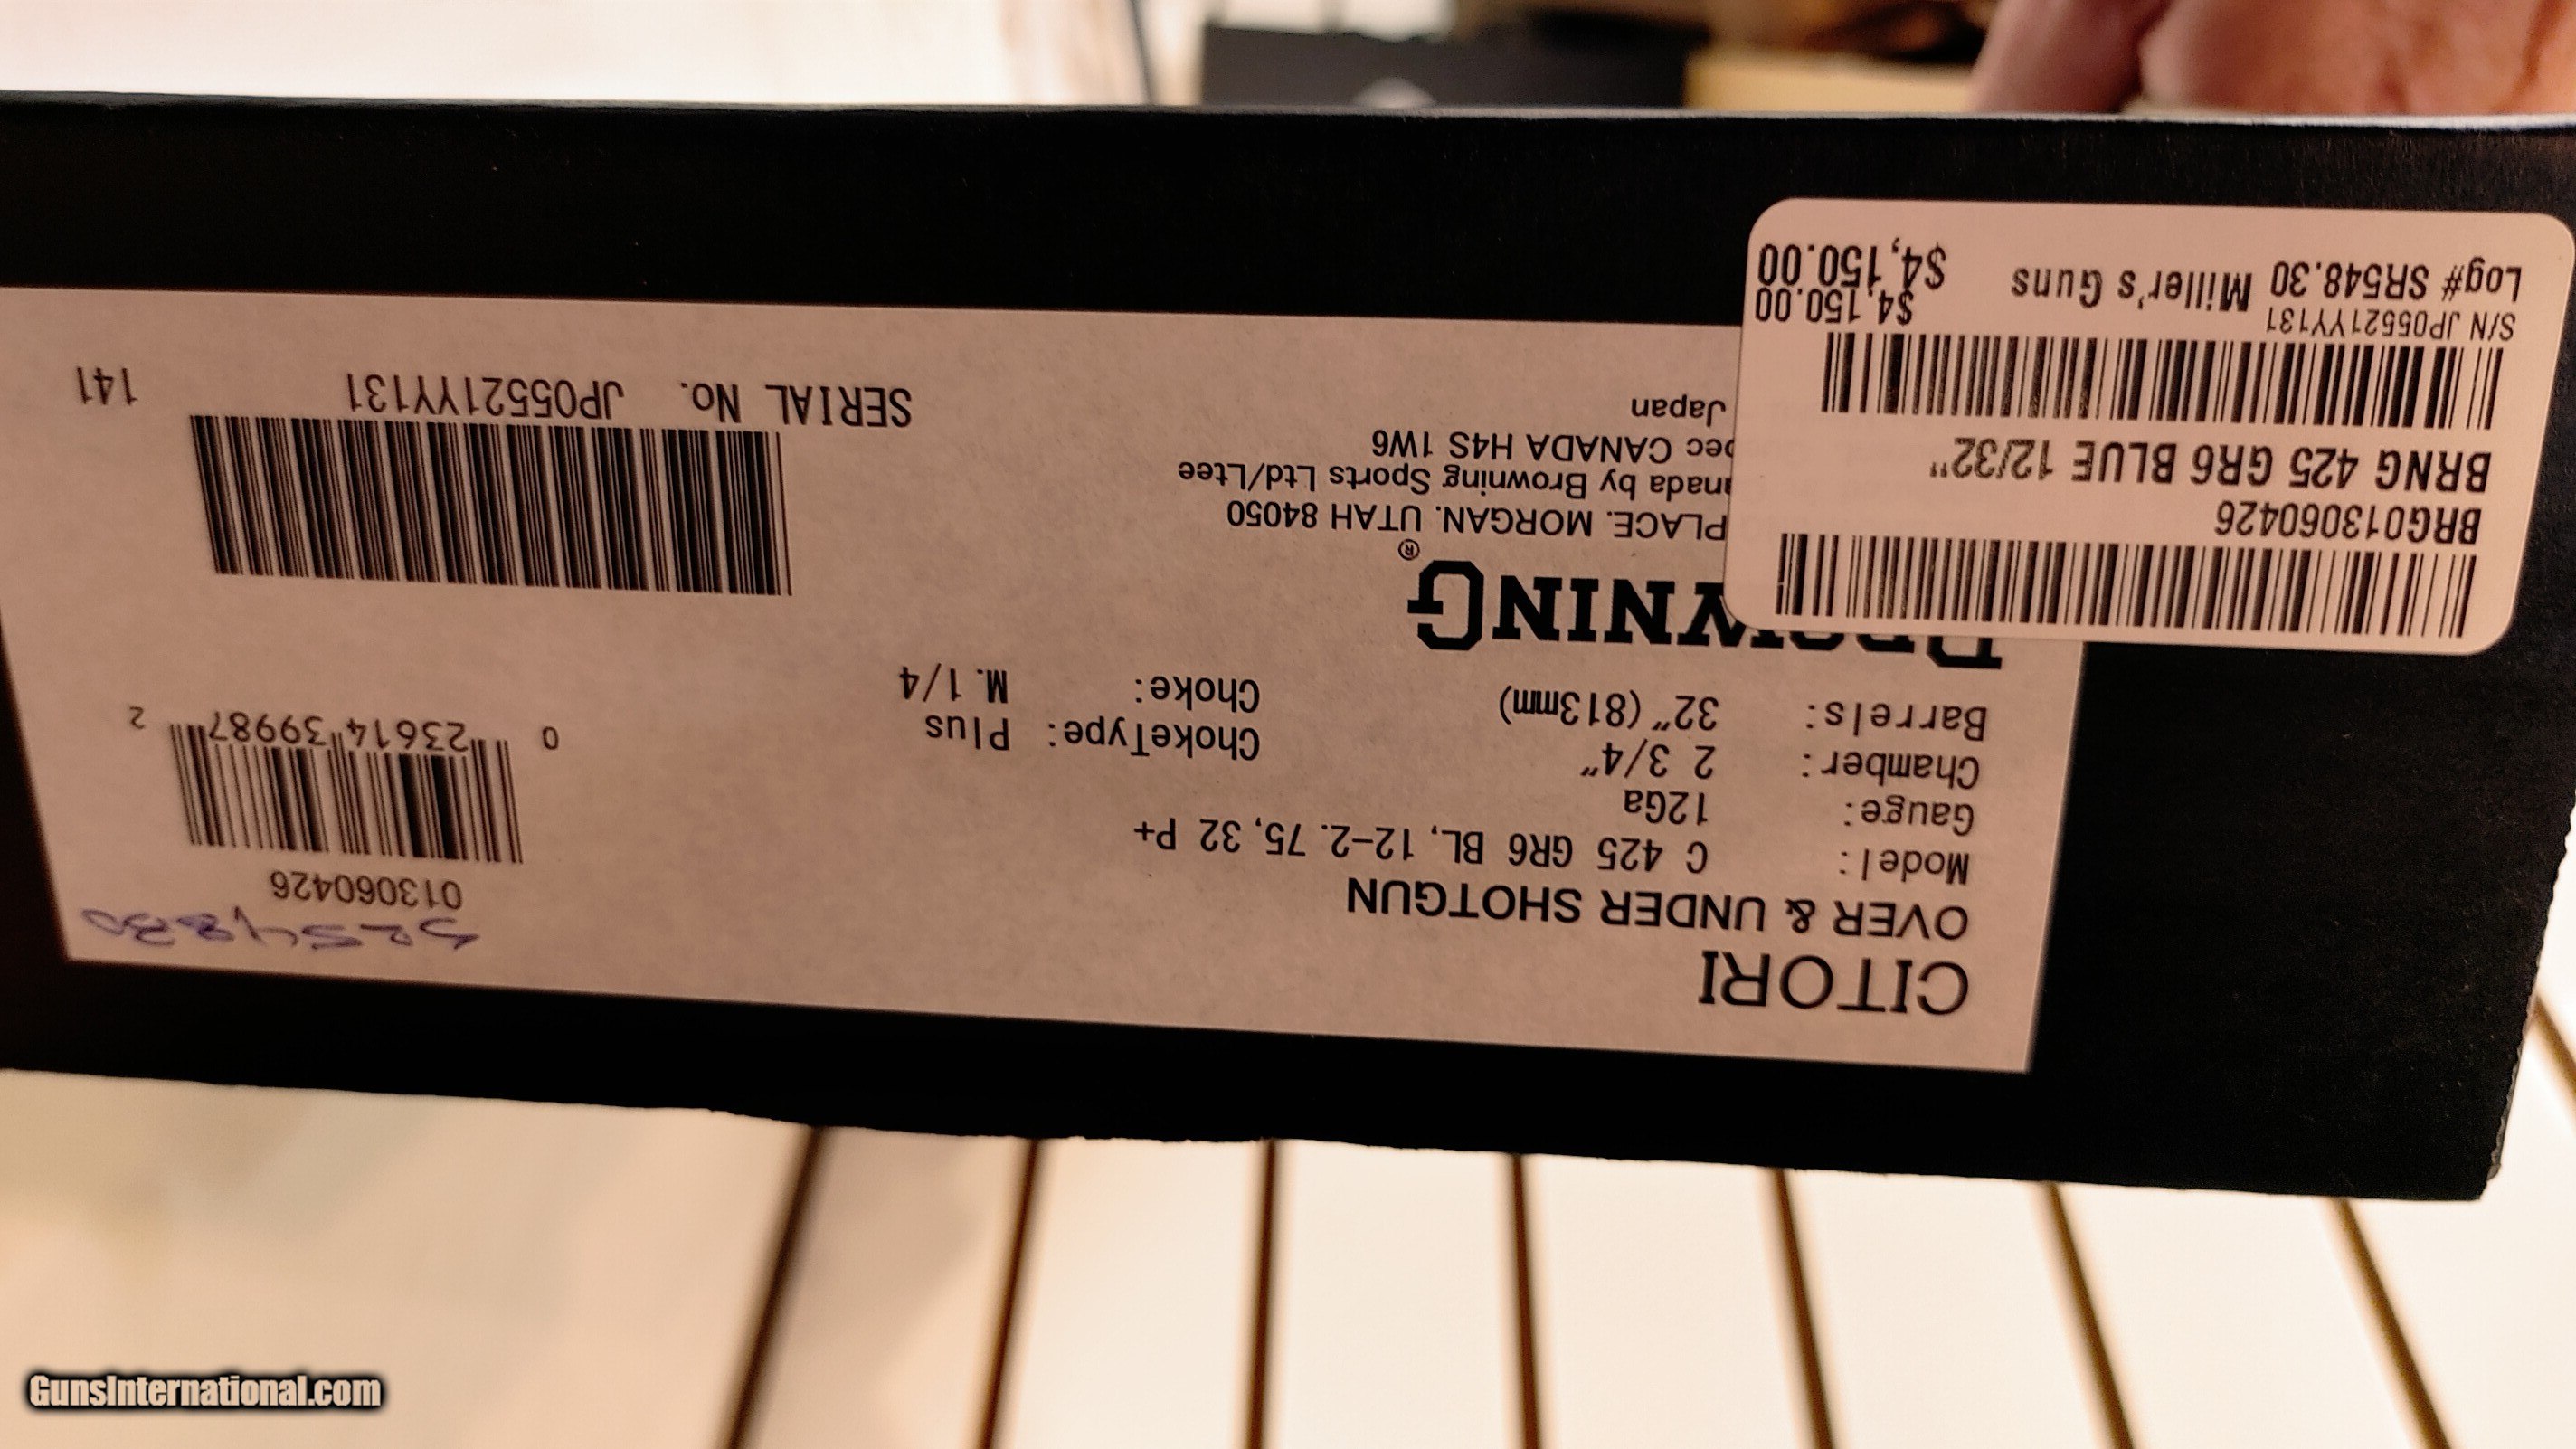 CITORI
OVER & UNDER SHOTGUN
Model: C 425 GR6 BL, 12-2.75, 32 P+
Gauge: 12Ga
Chamber: 2 3/4"
Barrels: 32"(813mm)
ChokeType: Plus
Choke: M.1/4
BROWNING®
PLACE. MORGAN. UTAH 84050
nada by Browning Sports Ltd/Ltee
bec CANADA H4S 1W6
Japan
013060426
0 23614 39987 2
SERIAL No. JP05521YY131
141
BRG013060426
BRNG 425 GR6 BLUE 12/32"
S/N JP05521YY131
$4,150.00
Log# SR548.30 Miller's Guns
$4,150.00
GunsInternational.com